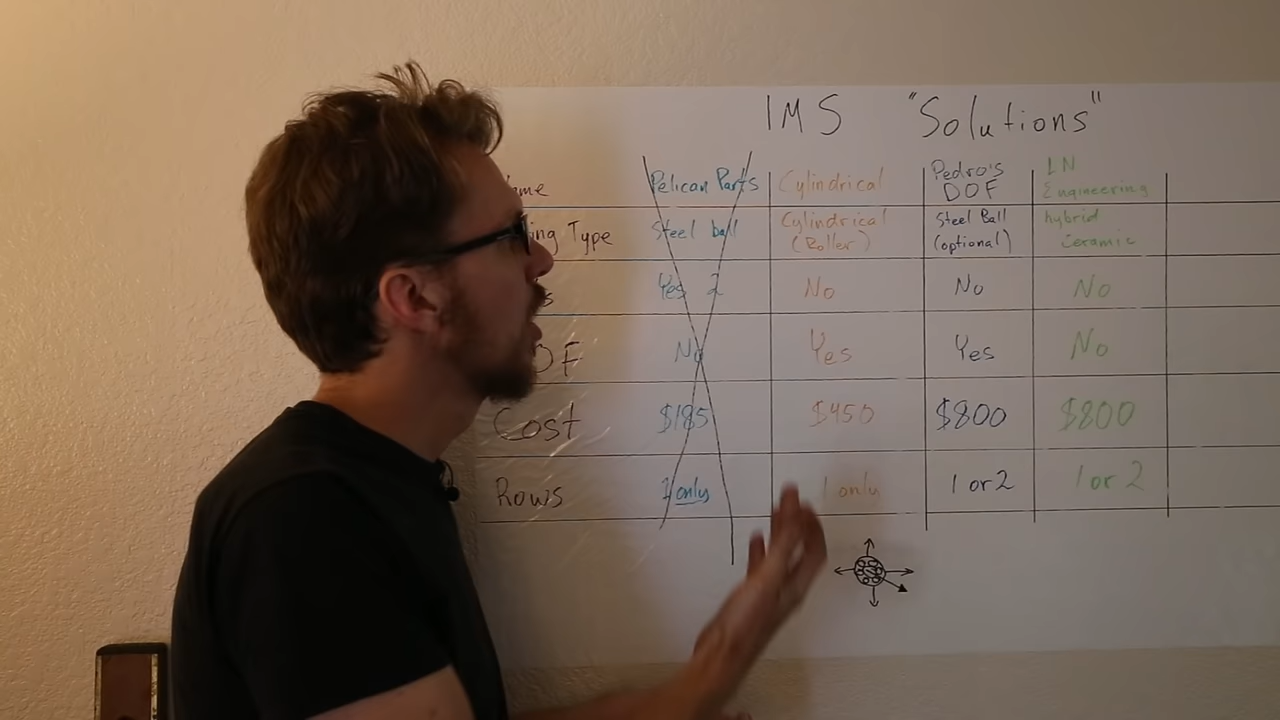 IMS "Solutions"
Pelican Parts Cylindrical Pedro's DOF LN Engineering
Type Steel ball Cylindrical (Roller) Steel Ball (optional) hybrid Ceramic
Yes 2 No No No
No Yes Yes No
Cost $185 $450 $800 $800
Rows 1 only 1 only 1 or 2 1 or 2